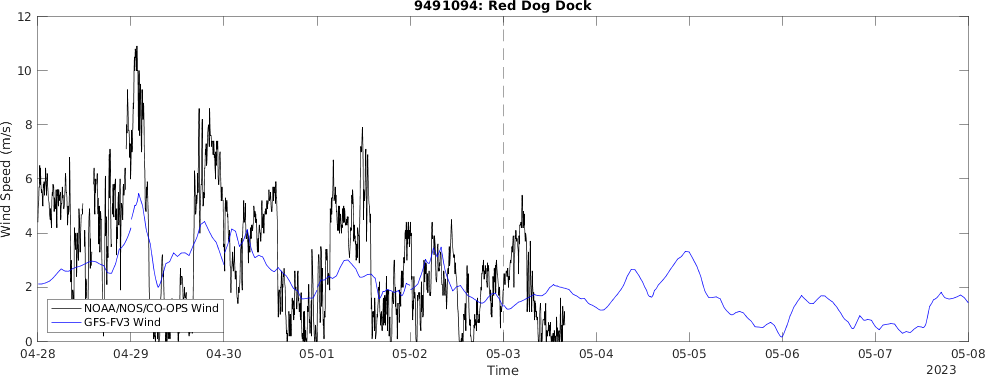 9491094: Red Dog Dock
Wind Speed (m/s)
12
10
8
6
4
2
0
NOAA/NOS/CO-OPS Wind
GFS-FV3 Wind
04-28 04-29 04-30 05-01 05-02 05-03 05-04 05-05 05-06 05-07 05-08
Time
2023